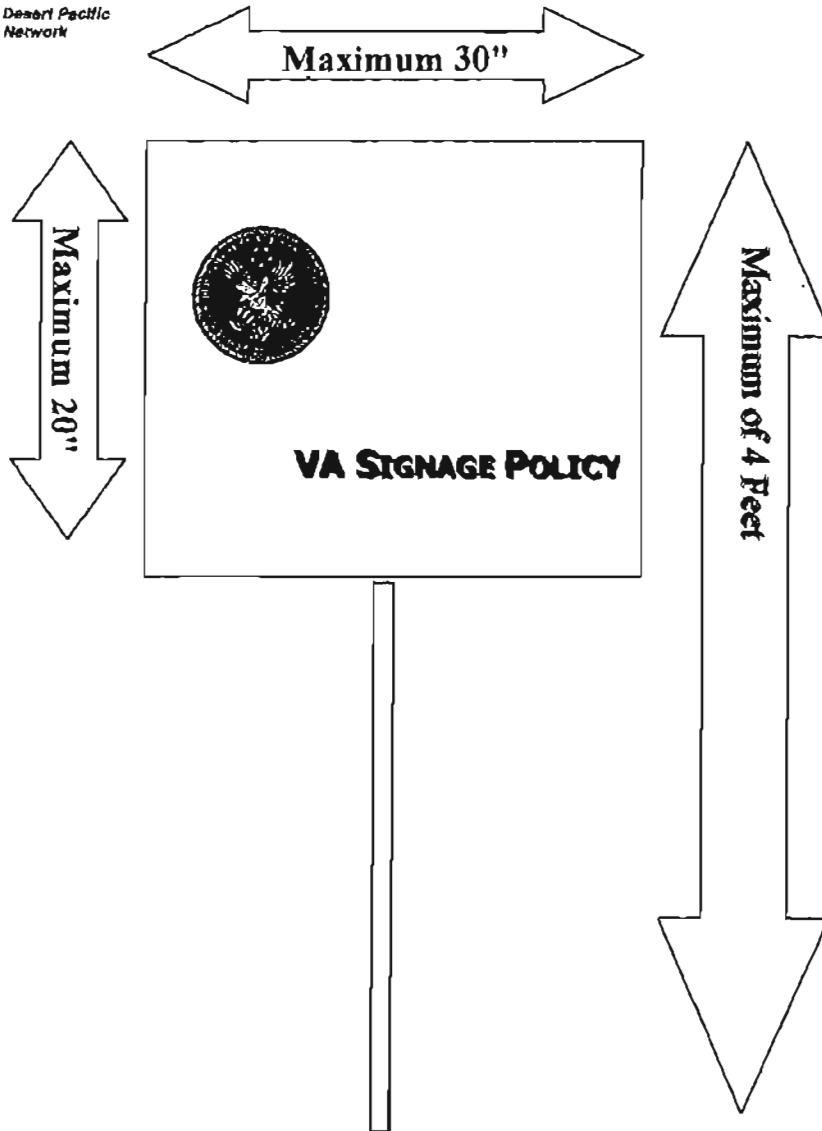 Desert Pacific
Network
Maximum 30"
Maximum 20"
Maximum of 4 Feet
VA SIGNAGE POLICY